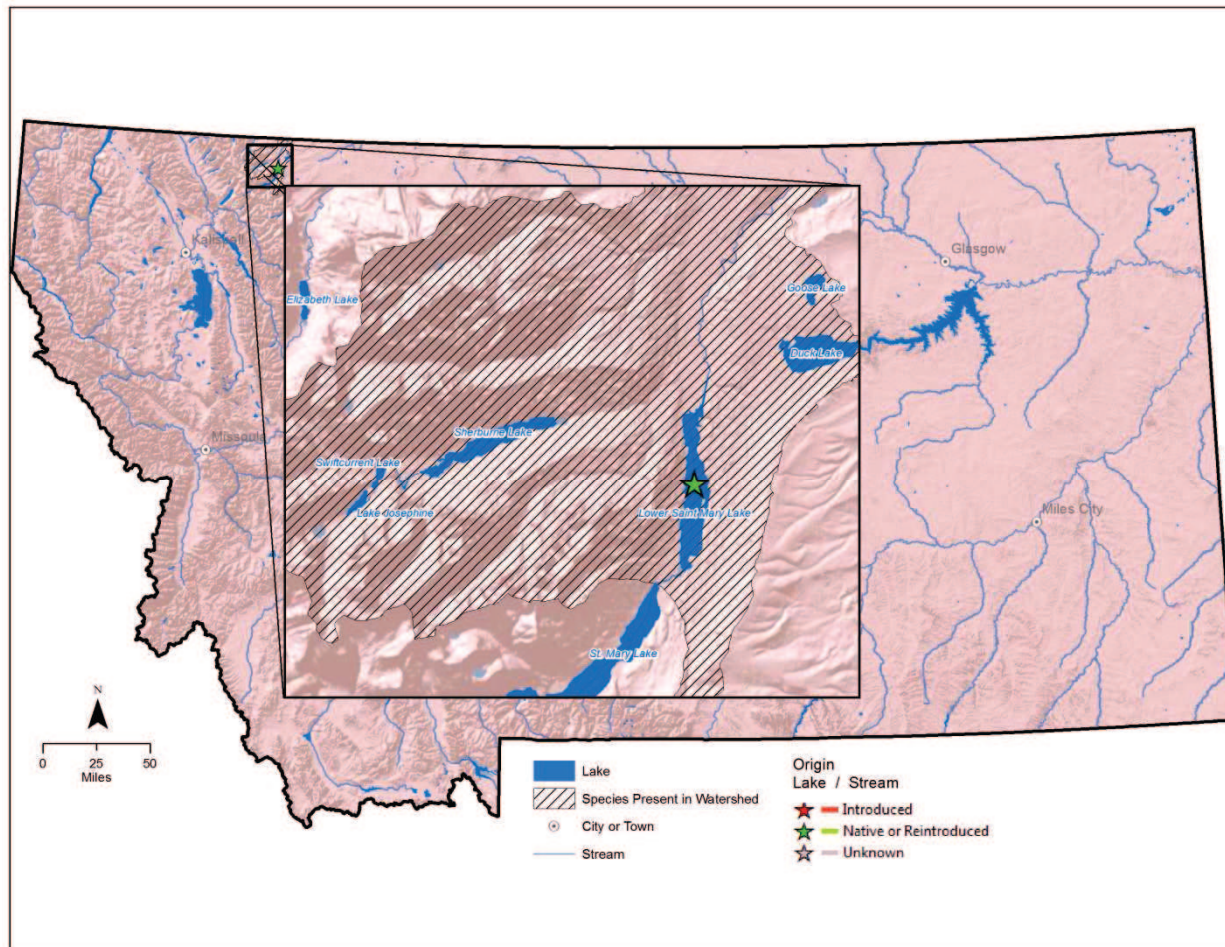 Kalispell
Glasgow
Elizabeth Lake
Goose Lake
Duck Lake
Sherburne Lake
Missoula
Swiftcurrent Lake
Lake Josephine
Lower Saint Mary Lake
Miles City
St. Mary Lake
N
0 25 50
Miles
Lake
Species Present in Watershed
City or Town
Stream
Origin
Lake / Stream
Introduced
Native or Reintroduced
Unknown